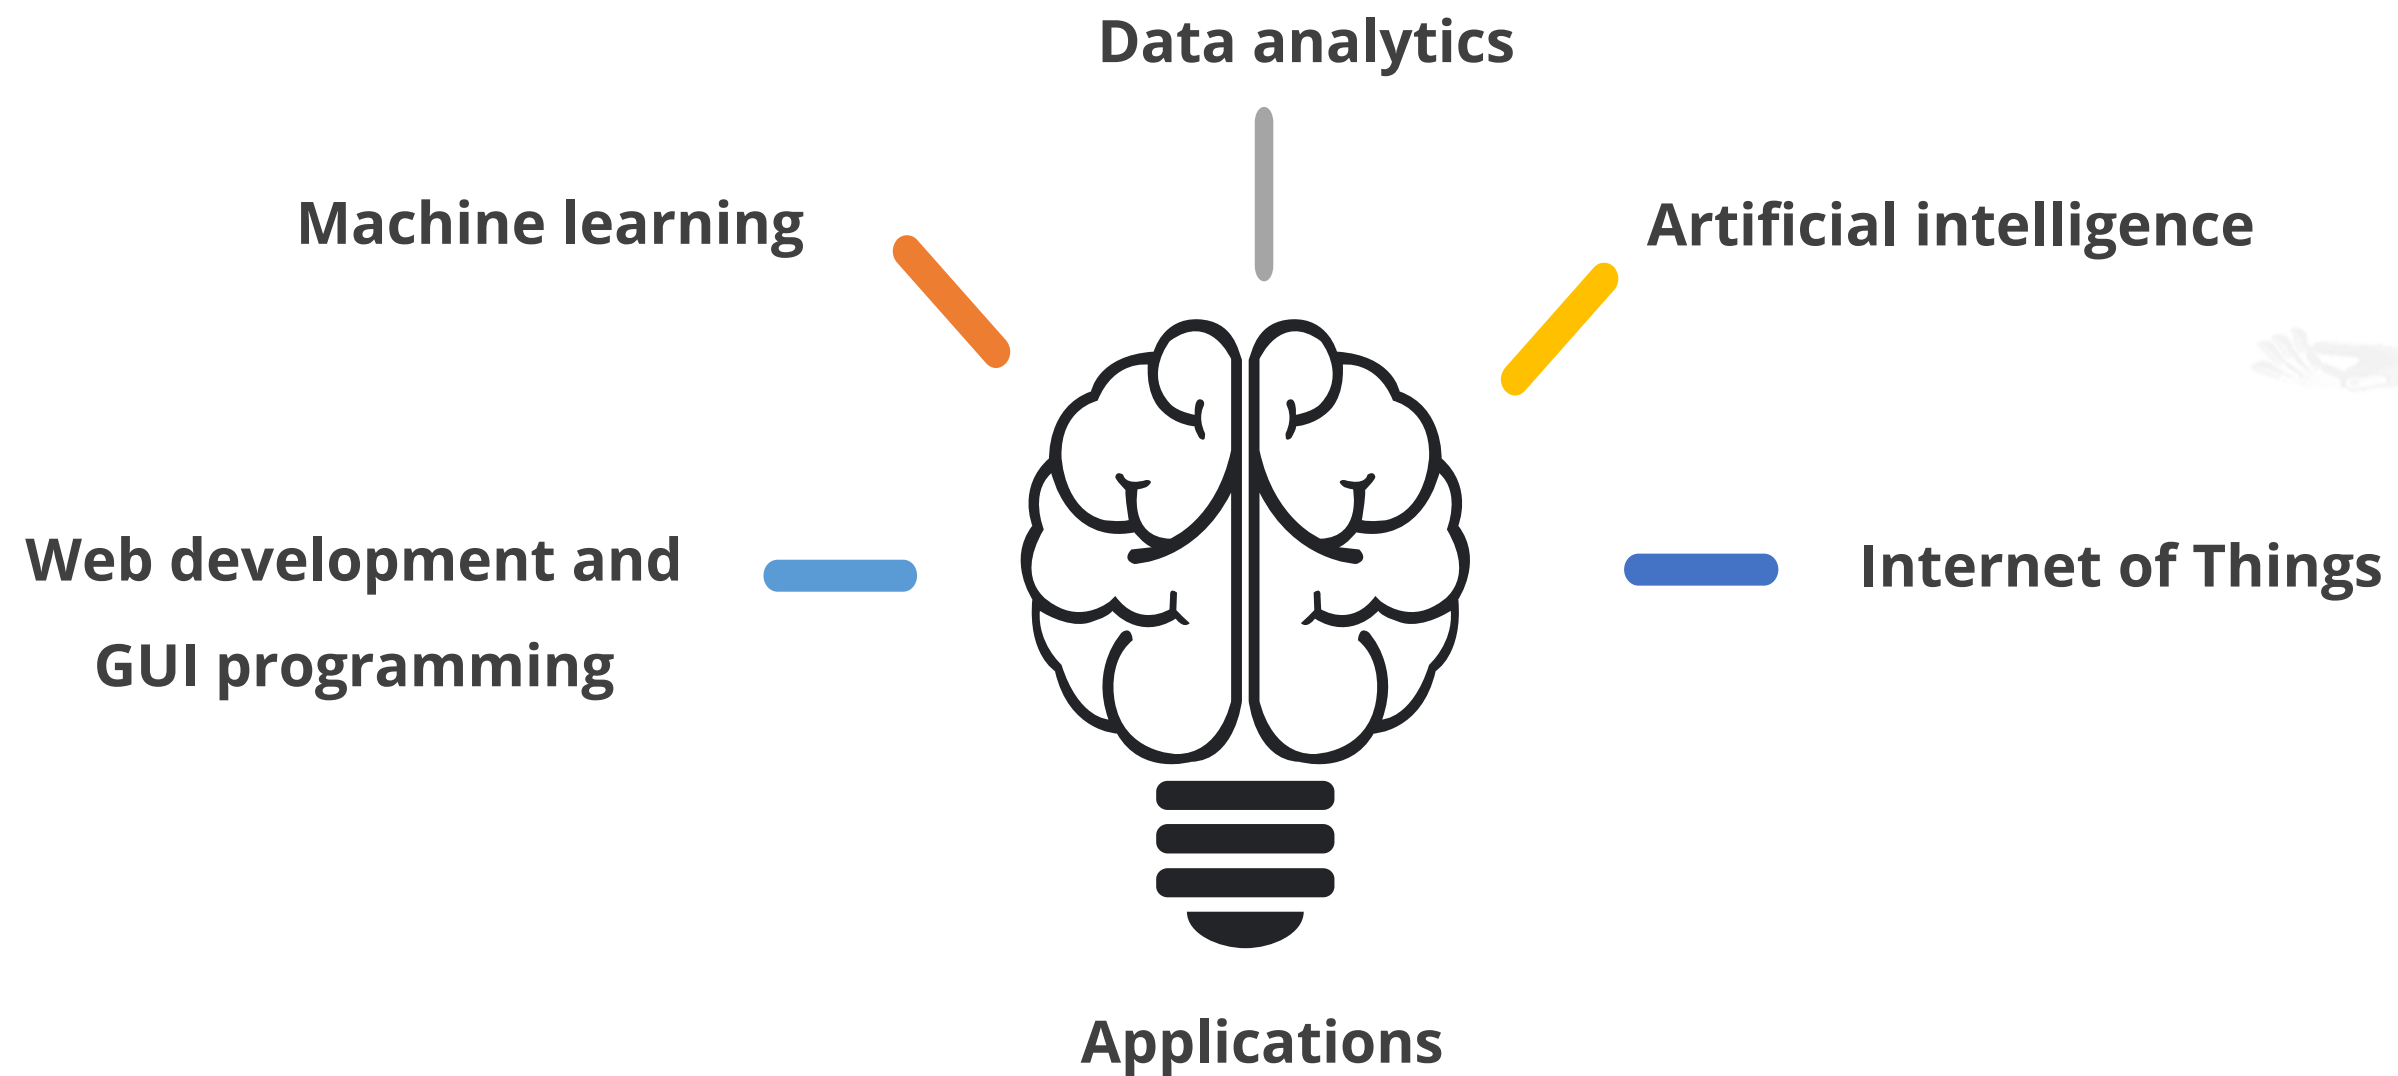 Data analytics
Machine learning
Artificial intelligence
Web development and
GUI programming
Internet of Things
Applications